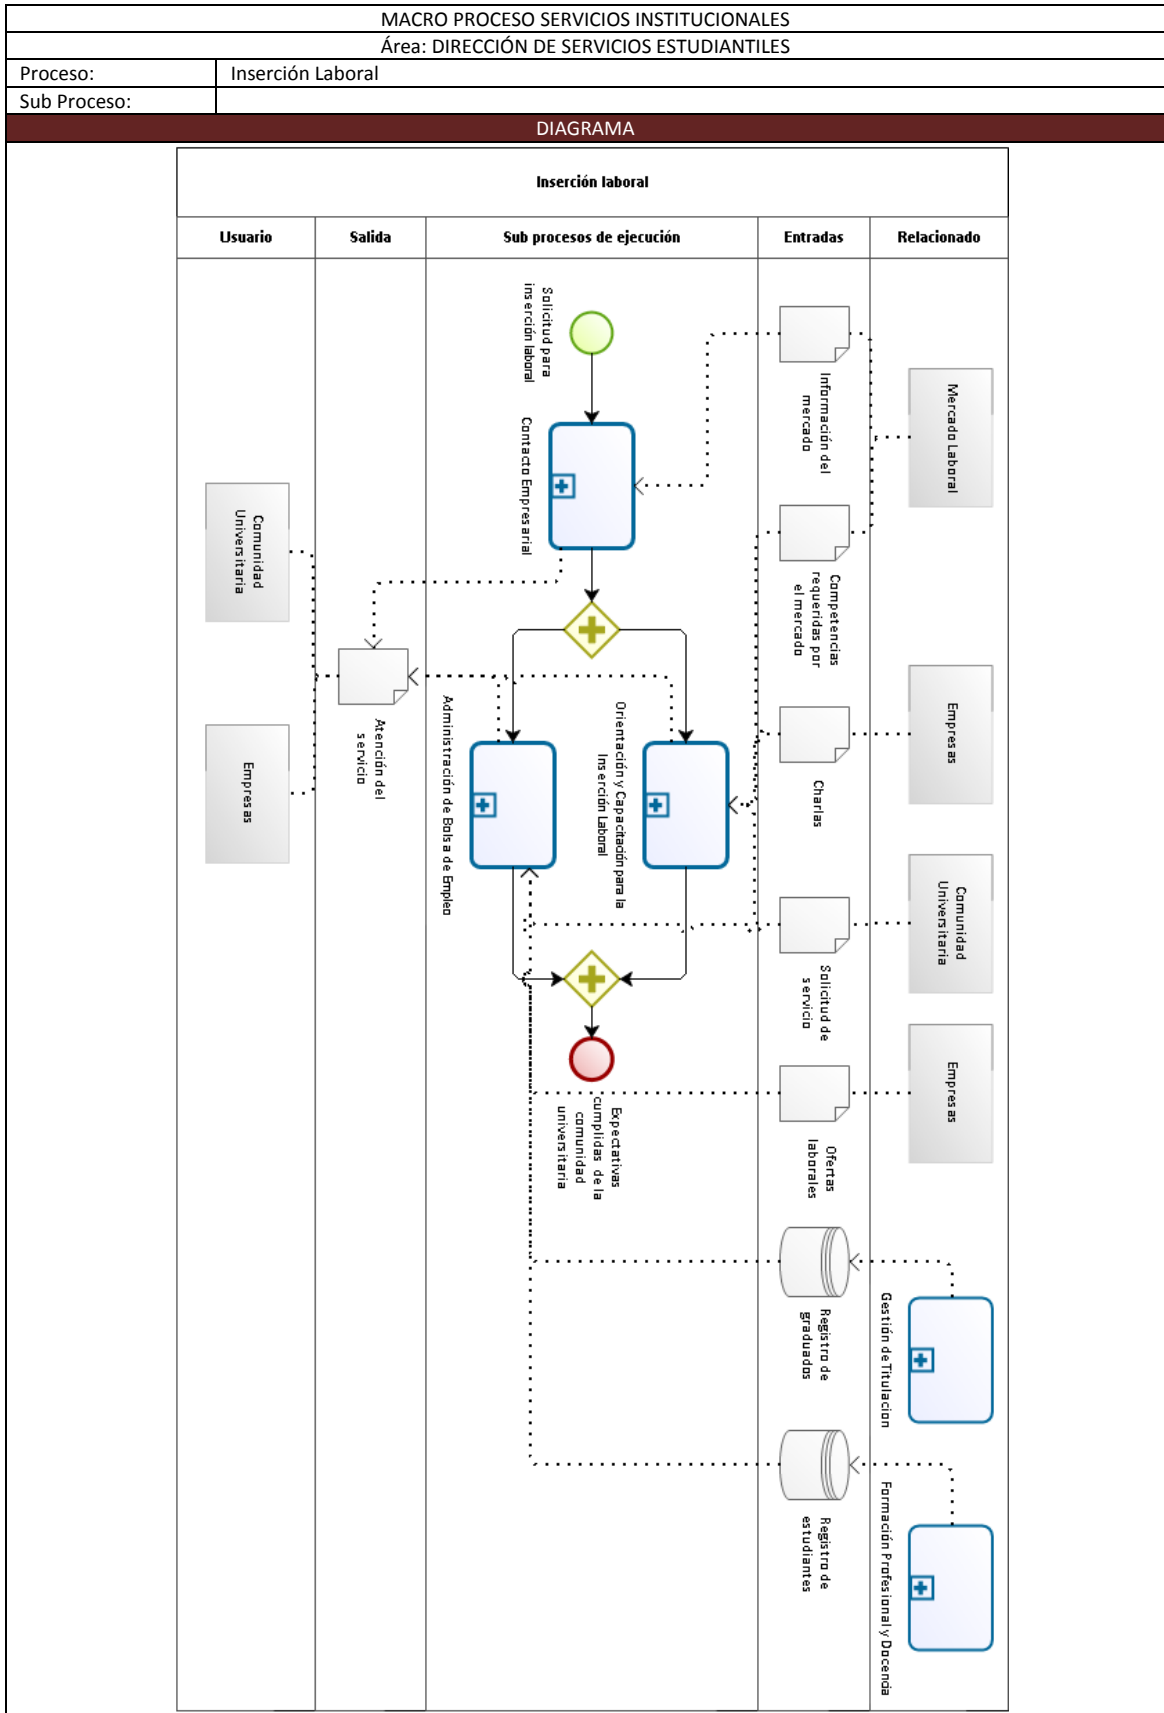 MACRO PROCESO SERVICIOS INSTITUCIONALES
Área: DIRECCIÓN DE SERVICIOS ESTUDIANTILES
Proceso: Inserción Laboral
Sub Proceso:
DIAGRAMA
Inserción laboral
Usuario Salida Sub procesos de ejecución Entradas Relacionado
Mercado Laboral
Empresas
Comunidad
Universitaria
Empresas
Gestión de Titulacion
Formación Profesional y Docencia
Información del
mercado
Competencias
requeridas por
el mercado
Charlas
Solicitud de
servicio
Ofertas
laborales
Registro de
graduados
Registro de
estudiantes
Solicitud para
inserción laboral
Contacto Empresarial
Orientación y Capacitación para la
Inserción Laboral
Administración de Bolsa de Empleo
Expectativas
cumplidas de la
comunidad
universitaria
Atención del
servicio
Comunidad
Universitaria
Empresas